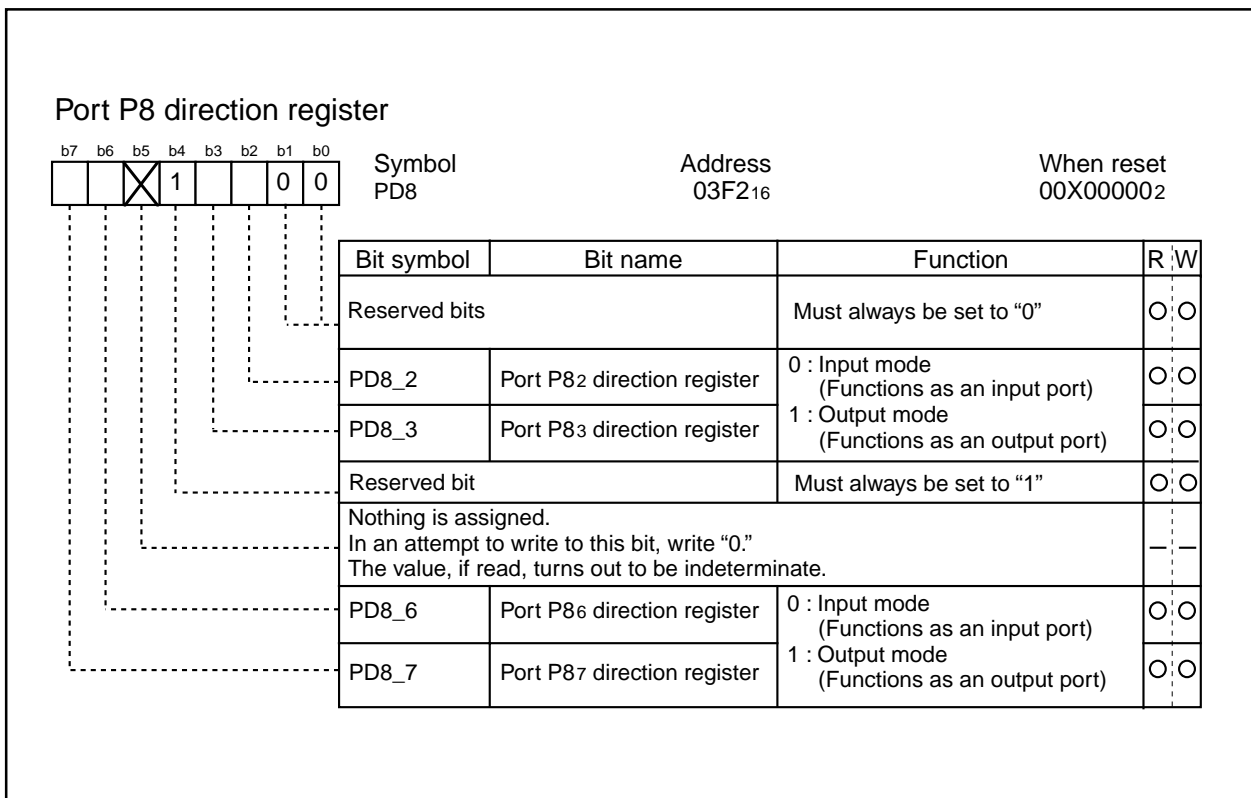 Port P8 direction register
b7 b6 b5 b4 b3 b2 b1 b0
1 0 0
Symbol Address When reset
PD8 03F216 00X000002
Bit symbol Bit name Function R W
Reserved bits Must always be set to “0”
PD8_2 Port P82 direction register 0 : Input mode
(Functions as an input port)
PD8_3 Port P83 direction register 1 : Output mode
(Functions as an output port)
Reserved bit Must always be set to “1”
Nothing is assigned.
In an attempt to write to this bit, write “0.”
The value, if read, turns out to be indeterminate.
PD8_6 Port P86 direction register 0 : Input mode
(Functions as an input port)
PD8_7 Port P87 direction register 1 : Output mode
(Functions as an output port)